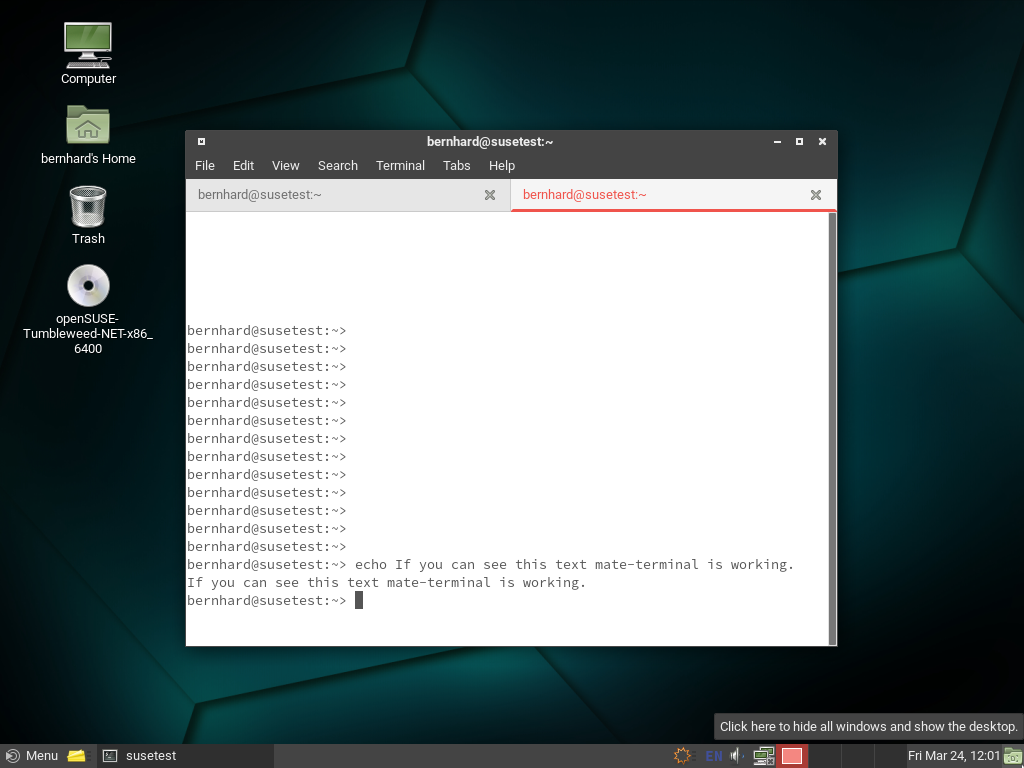 Computer
bernhard's Home
Trash
openSUSE-
Tumbleweed-NET-x86_
6400
bernhard@susetest:~
File Edit View Search Terminal Tabs Help
bernhard@susetest:~ bernhard@susetest:~
bernhard@susetest:~>
bernhard@susetest:~>
bernhard@susetest:~>
bernhard@susetest:~>
bernhard@susetest:~>
bernhard@susetest:~>
bernhard@susetest:~>
bernhard@susetest:~>
bernhard@susetest:~>
bernhard@susetest:~>
bernhard@susetest:~>
bernhard@susetest:~>
bernhard@susetest:~>
bernhard@susetest:~> echo If you can see this text mate-terminal is working.
If you can see this text mate-terminal is working.
bernhard@susetest:~>
Click here to hide all windows and show the desktop.
Menu susetest EN Fri Mar 24, 12:01